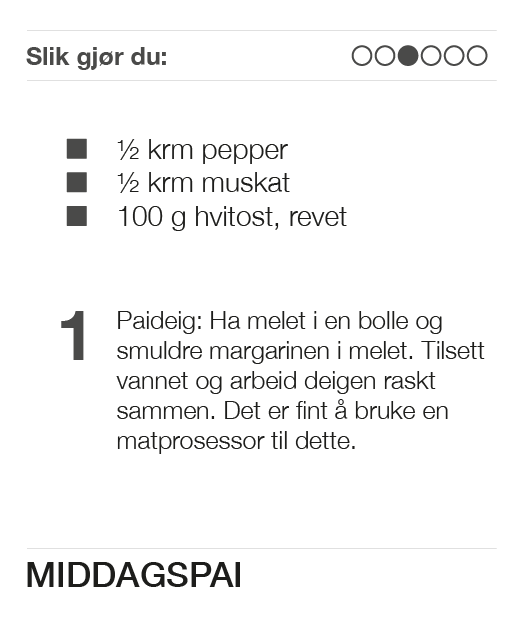 Slik gjør du:
½ krm pepper
½ krm muskat
100 g hvitost, revet
1
Paideig: Ha melet i en bolle og
smuldre margarinen i melet. Tilsett
vannet og arbeid deigen raskt
sammen. Det er fint å bruke en
matprosessor til dette.
MIDDAGSPAI